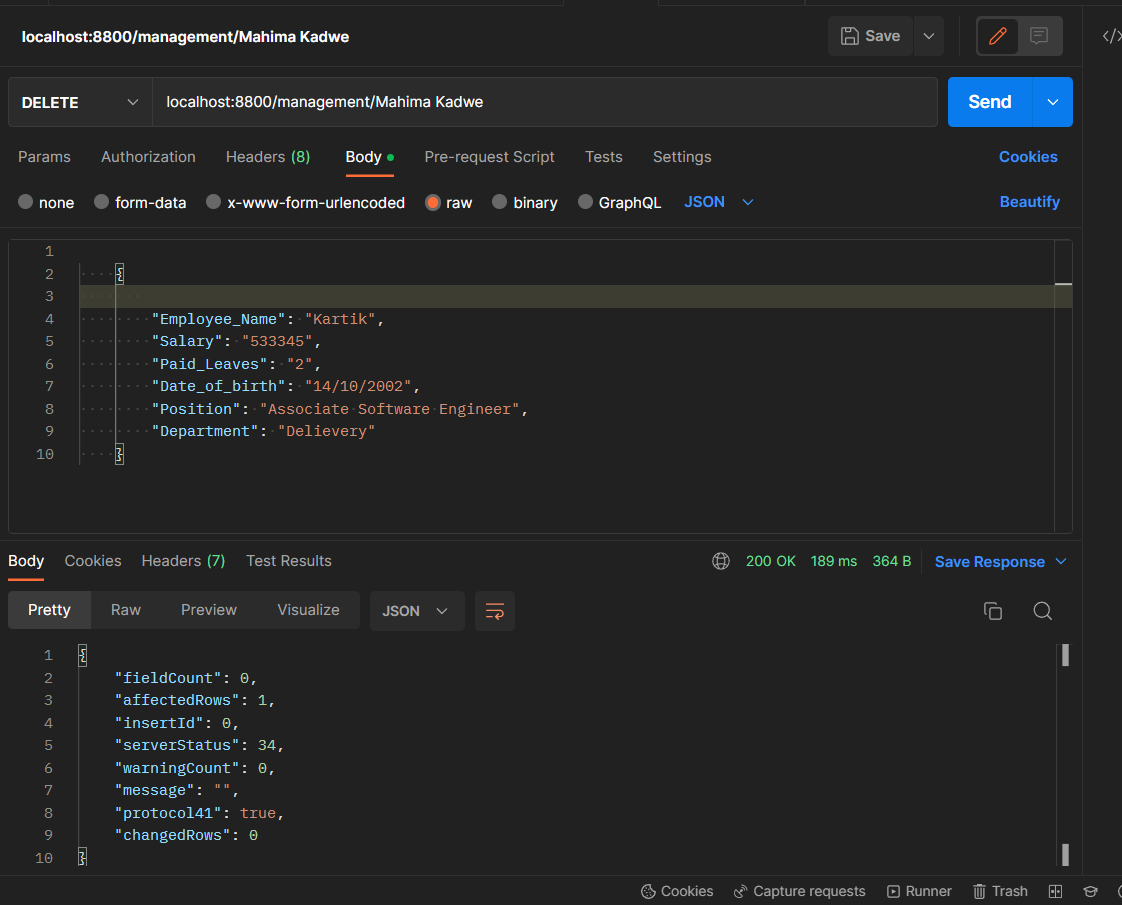 localhost:8800/management/Mahima Kadwe
Save
</>
DELETE localhost:8800/management/Mahima Kadwe Send
Params Authorization Headers (8) Body Pre-request Script Tests Settings Cookies
none form-data x-www-form-urlencoded raw binary GraphQL JSON Beautify
1
2 {
3
4 "Employee_Name": "Kartik",
5 "Salary": "533345",
6 "Paid_Leaves": "2",
7 "Date_of_birth": "14/10/2002",
8 "Position": "Associate Software Engineer",
9 "Department": "Delievery"
10 }
Body Cookies Headers (7) Test Results 200 OK 189 ms 364 B Save Response
Pretty Raw Preview Visualize JSON
1 {
2 "fieldCount": 0,
3 "affectedRows": 1,
4 "insertId": 0,
5 "serverStatus": 34,
6 "warningCount": 0,
7 "message": "",
8 "protocol41": true,
9 "changedRows": 0
10 }
Cookies Capture requests Runner Trash